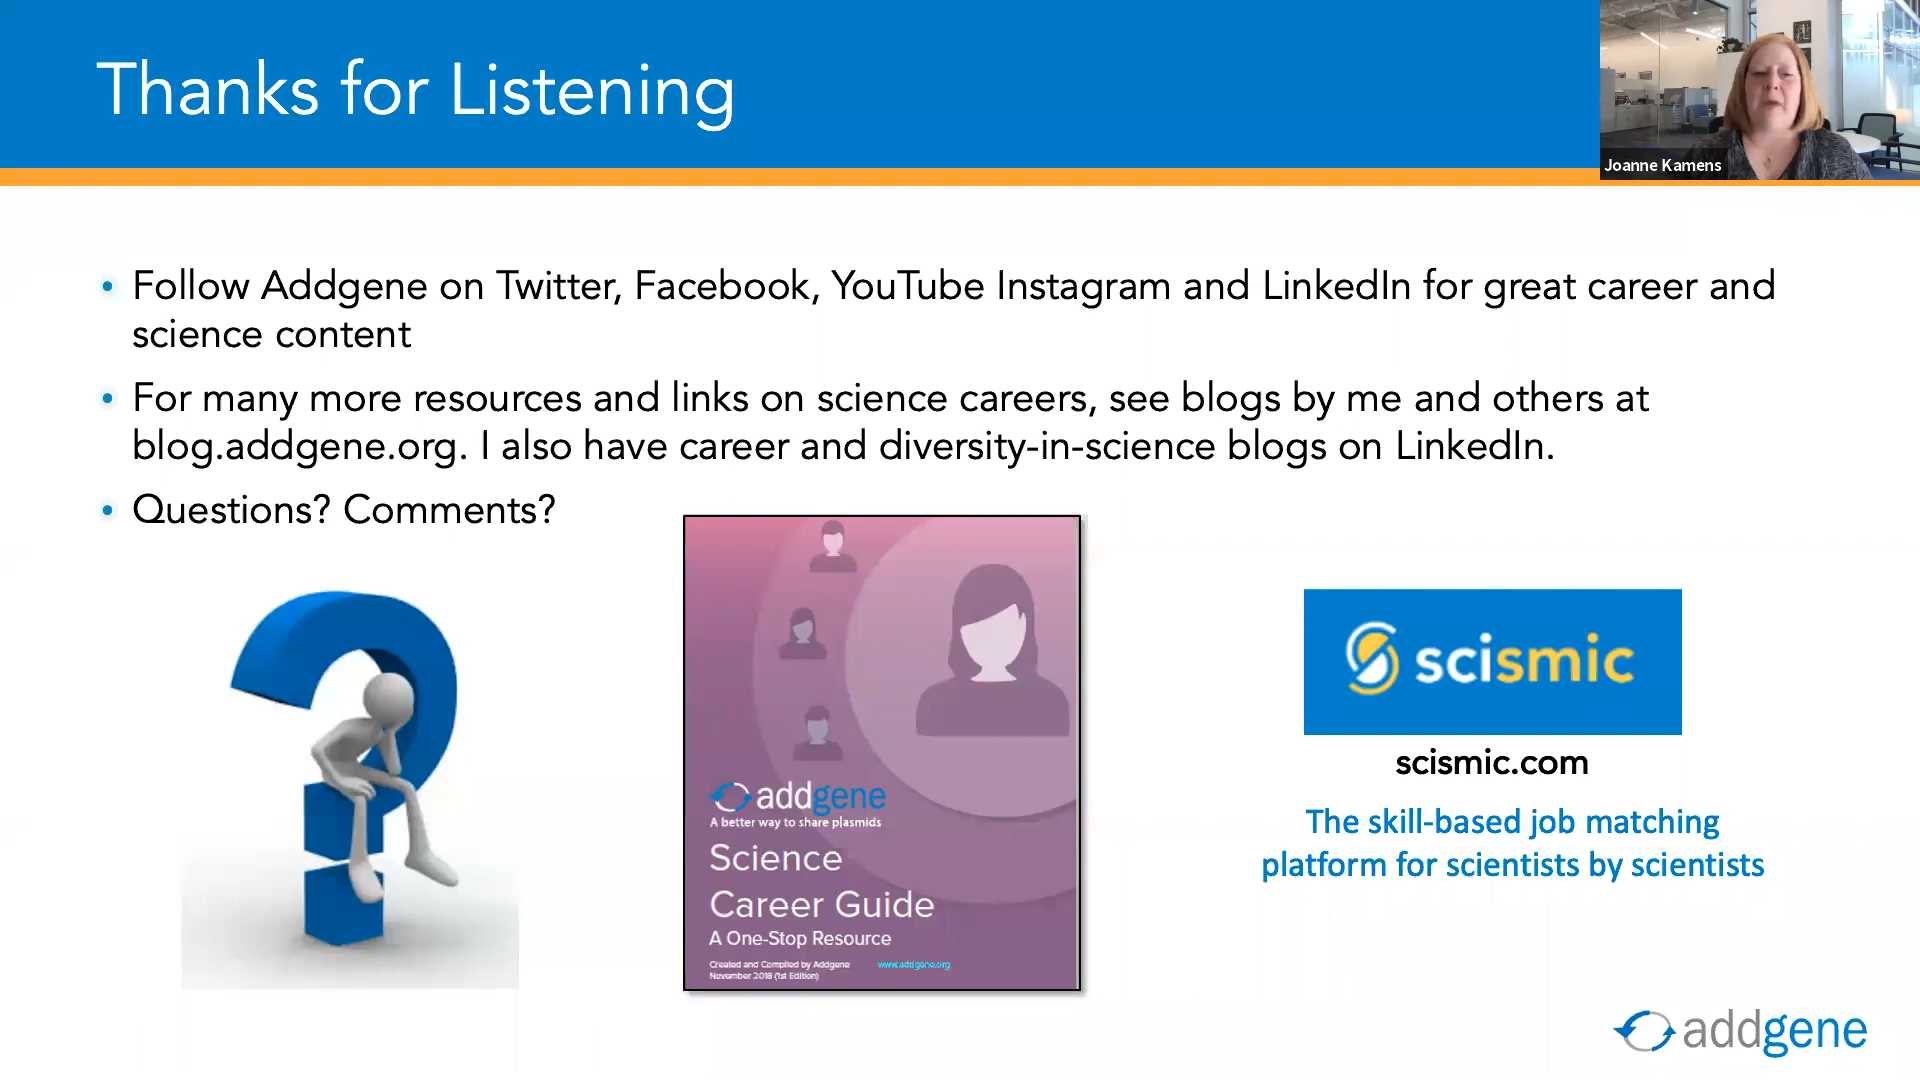 Thanks for Listening
Joanne Kamens
• Follow Addgene on Twitter, Facebook, YouTube Instagram and LinkedIn for great career and
science content
• For many more resources and links on science careers, see blogs by me and others at
blog.addgene.org. I also have career and diversity-in-science blogs on LinkedIn.
• Questions? Comments?
addgene
A better way to share plasmids
Science
Career Guide
A One-Stop Resource
Created and Compiled by Addgene www.addgene.org
November 2018 (1st Edition)
scismic
scismic.com
The skill-based job matching
platform for scientists by scientists
addgene